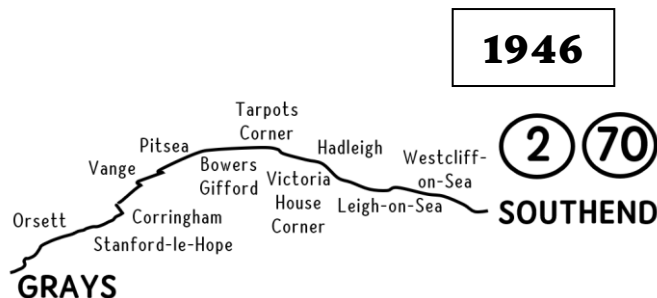 1946
Tarpots
Corner
Pitsea
Hadleigh
Westcliff-
on-Sea
2 70
Vange
Bowers
Gifford
Victoria
House
Corner
Leigh-on-Sea
SOUTHEND
Orsett
Corringham
Stanford-le-Hope
GRAYS